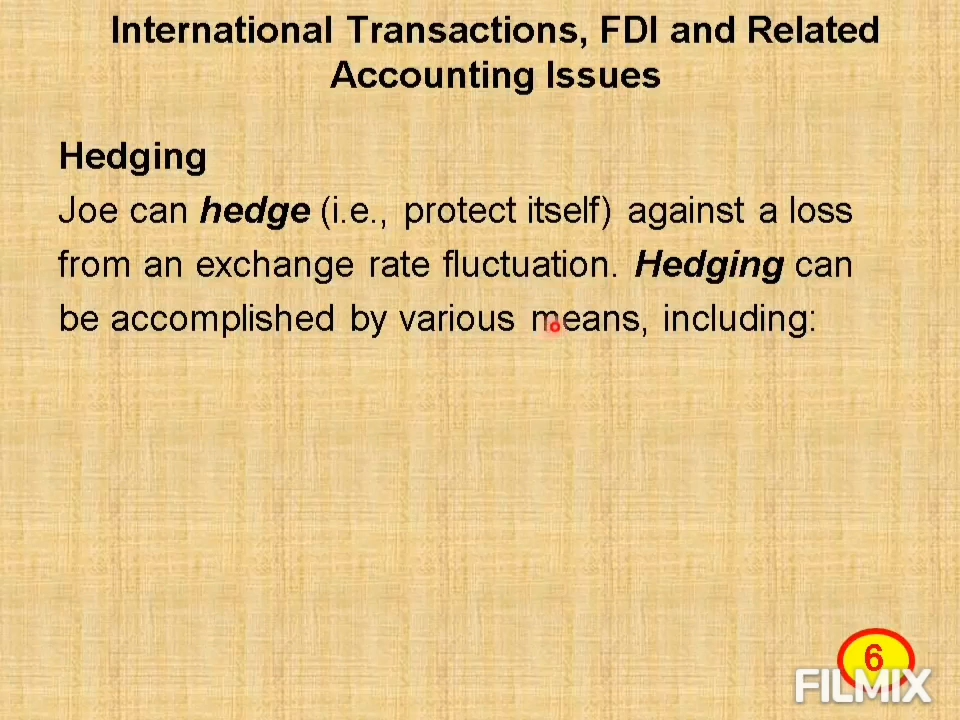 International Transactions, FDI and Related
Accounting Issues
Hedging
Joe can hedge (i.e., protect itself) against a loss
from an exchange rate fluctuation. Hedging can
be accomplished by various means, including:
6
FILMIX